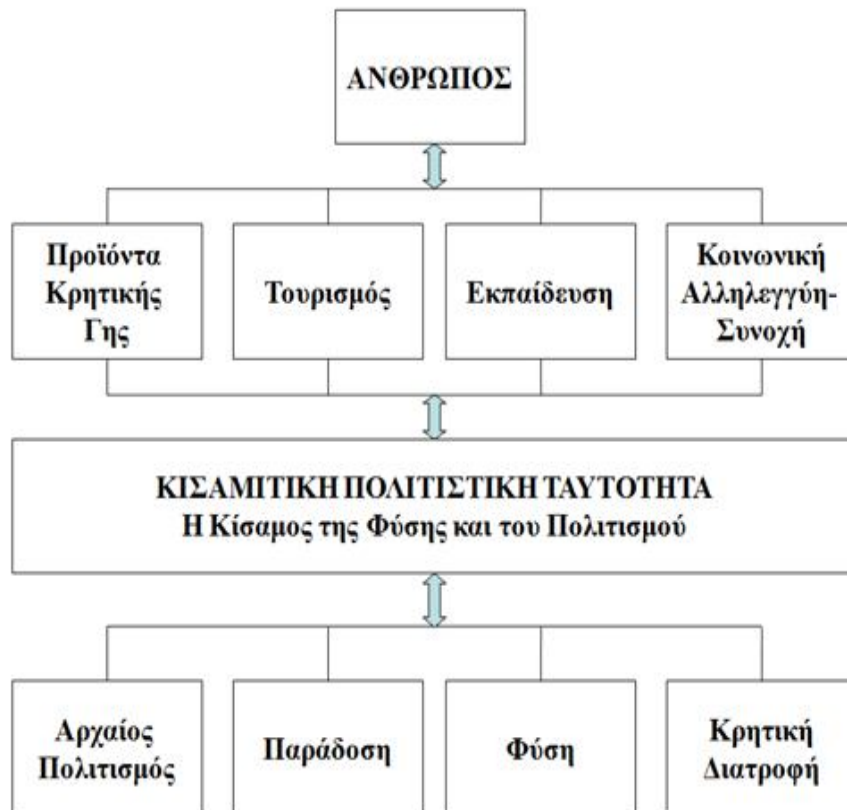 ΑΝΘΡΩΠΟΣ
Προϊόντα
Κρητικής
Γης
Τουρισμός
Εκπαίδευση
Κοινωνική
Αλληλεγγύη-
Συνοχή
ΚΙΣΑΜΙΤΙΚΗ ΠΟΛΙΤΙΣΤΙΚΗ ΤΑΥΤΟΤΗΤΑ
Η Κίσαμος της Φύσης και του Πολιτισμού
Αρχαίος
Πολιτισμός
Παράδοση
Φύση
Κρητική
Διατροφή